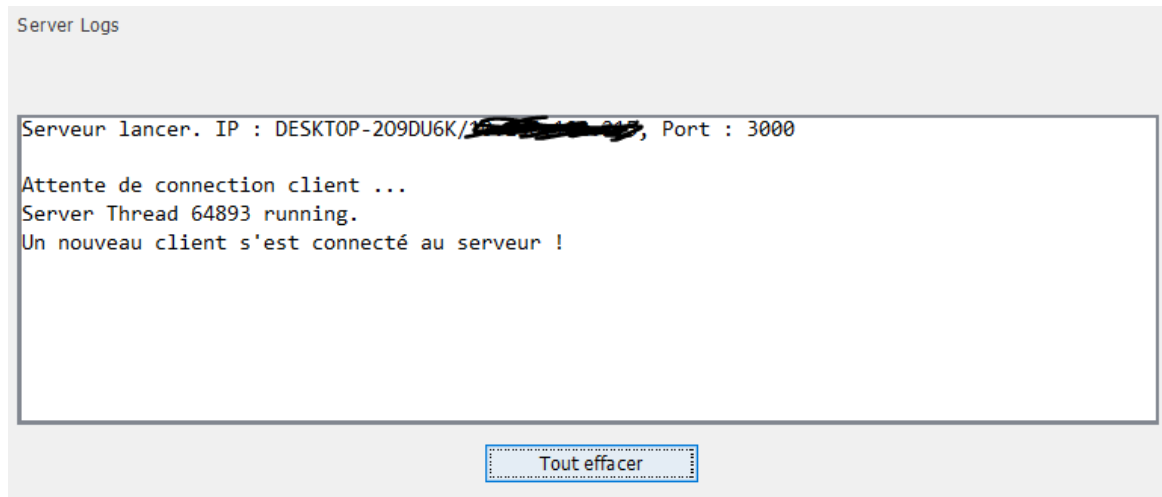 Server Logs
Serveur lancer. IP : DESKTOP-2O9DU6K/ , Port : 3000
Attente de connection client ...
Server Thread 64893 running.
Un nouveau client s'est connecté au serveur !
Tout effacer